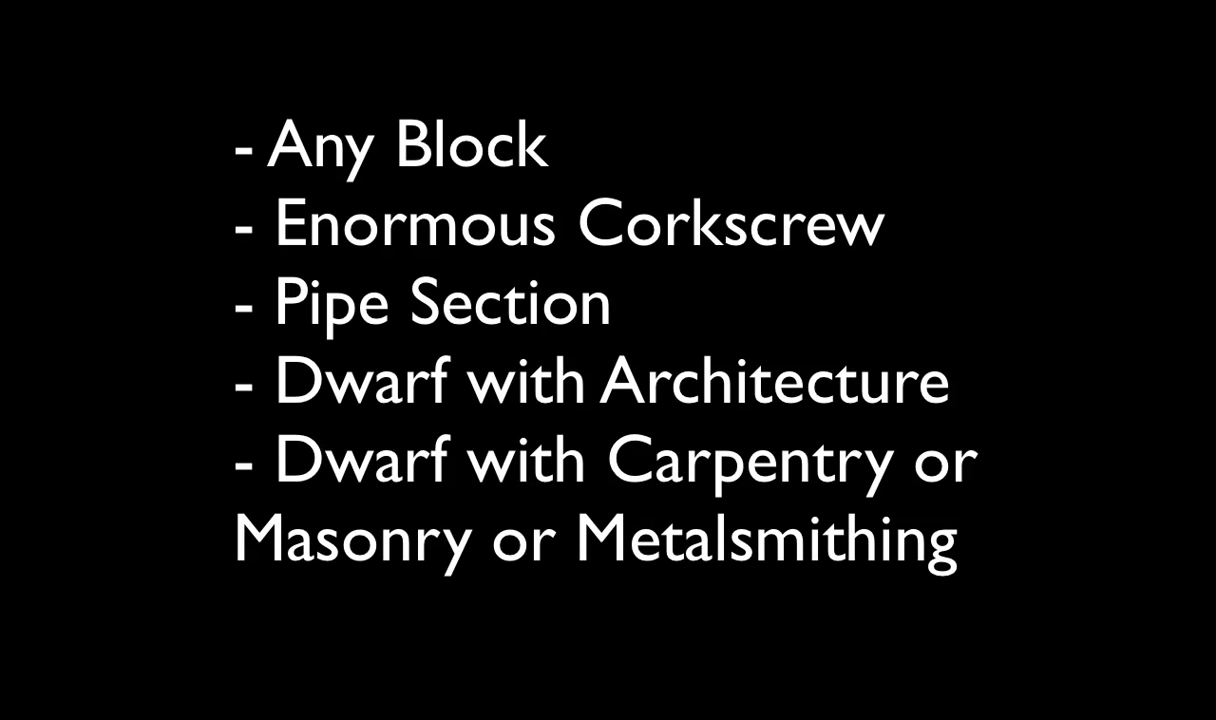 - Any Block
- Enormous Corkscrew
- Pipe Section
- Dwarf with Architecture
- Dwarf with Carpentry or
Masonry or Metalsmithing